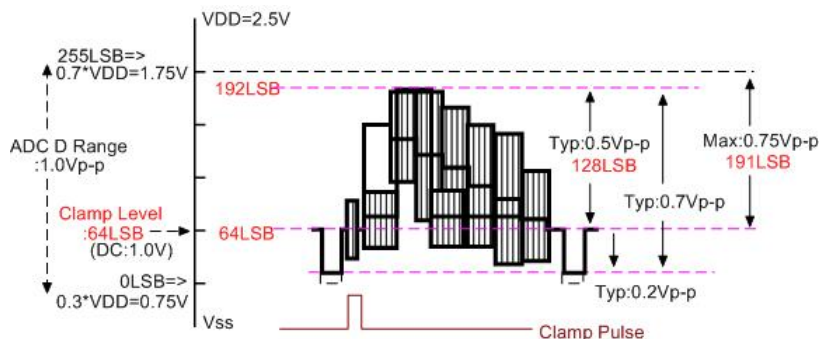 VDD=2.5V
255LSB=>
0.7*VDD=1.75V
192LSB
ADC D Range
:1.0Vp-p
Typ:0.5Vp-p
128LSB
Max:0.75Vp-p
191LSB
Typ:0.7Vp-p
Clamp Level
:64LSB
(DC:1.0V)
64LSB
0LSB=>
0.3*VDD=0.75V
Typ:0.2Vp-p
Vss
Clamp Pulse